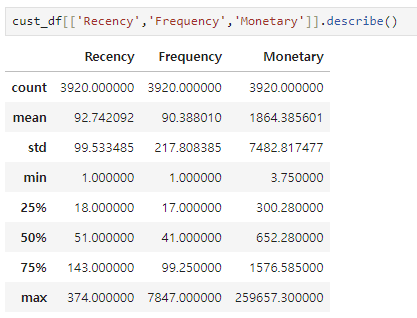 cust_df[['Recency','Frequency','Monetary']].describe()
Recency Frequency Monetary
count 3920.000000 3920.000000 3920.000000
mean 92.742092 90.388010 1864.385601
std 99.533485 217.808385 7482.817477
min 1.000000 1.000000 3.750000
25% 18.000000 17.000000 300.280000
50% 51.000000 41.000000 652.280000
75% 143.000000 99.250000 1576.585000
max 374.000000 7847.000000 259657.300000